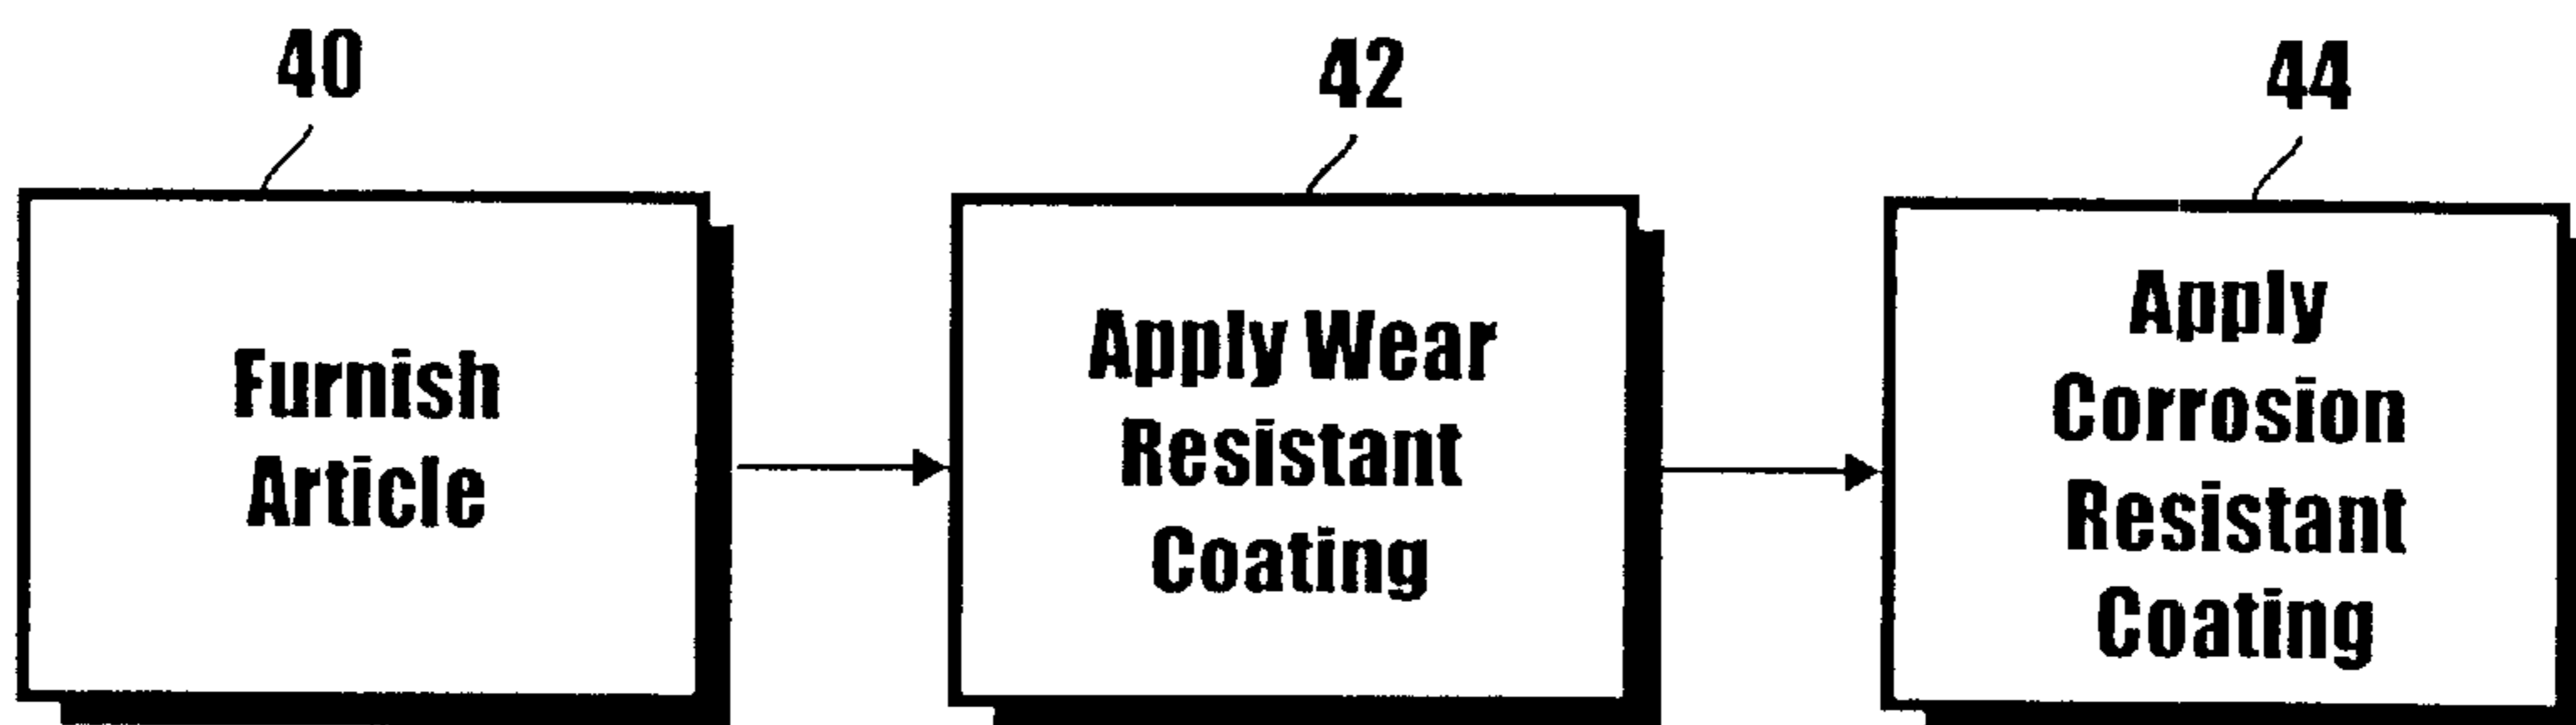 40
42
44
Furnish
Article
Apply Wear
Resistant
Coating
Apply
Corrosion
Resistant
Coating